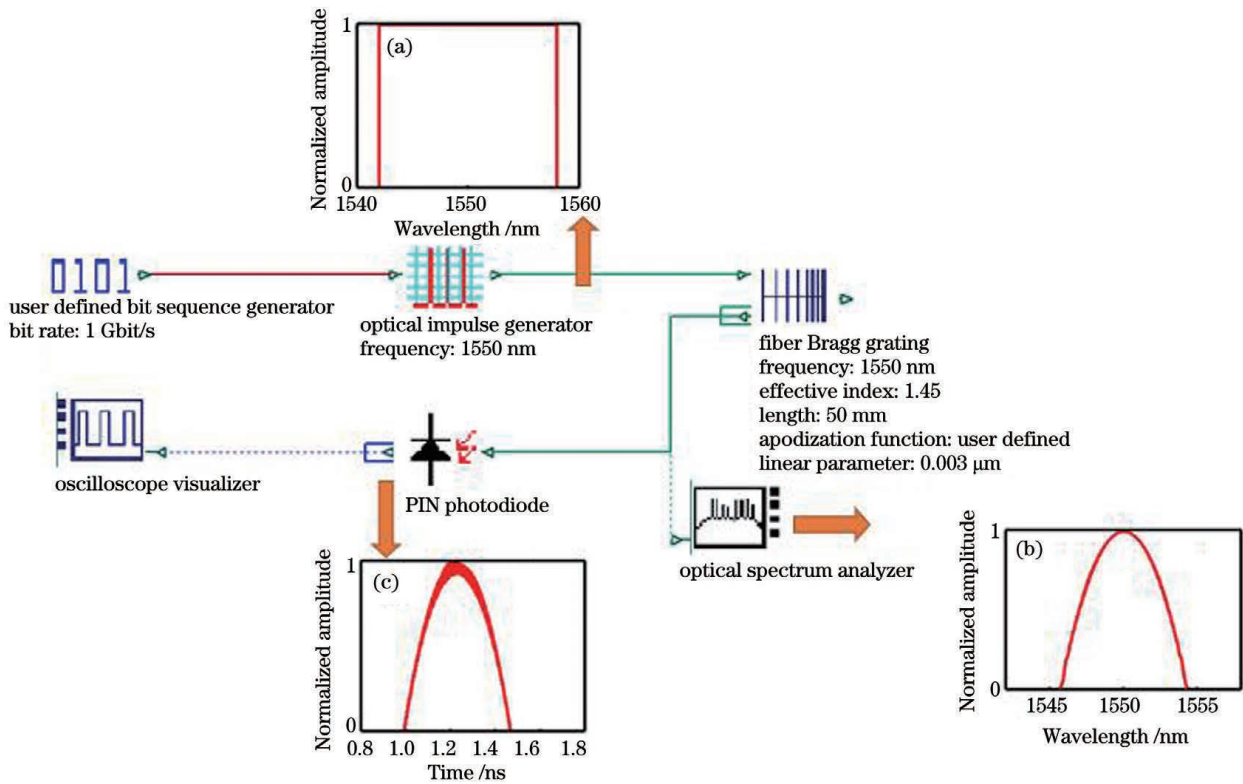 (a)
Normalized amplitude
1
0
1540 1550 1560
Wavelength /nm
0101
user defined bit sequence generator
bit rate: 1 Gbit/s
optical impulse generator
frequency: 1550 nm
fiber Bragg grating
frequency: 1550 nm
effective index: 1.45
length: 50 mm
apodization function: user defined
linear parameter: 0.003 μm
oscilloscope visualizer
PIN photodiode
optical spectrum analyzer
(c)
Normalized amplitude
1
0
0.8 1.0 1.2 1.4 1.6 1.8
Time /ns
(b)
Normalized amplitude
1
0
1545 1550 1555
Wavelength /nm